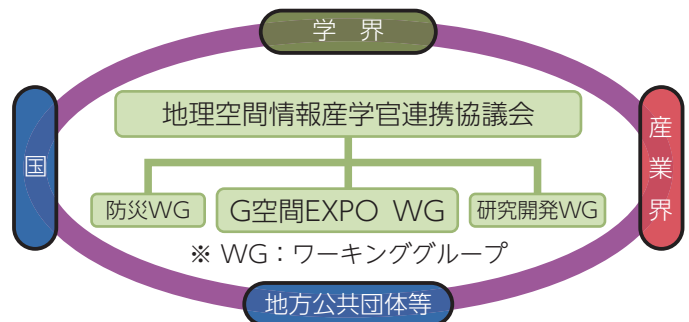 学界
国
地理空間情報産学官連携協議会
産業界
防災WG
G空間EXPO WG
研究開発WG
※ WG：ワーキンググループ
地方公共団体等